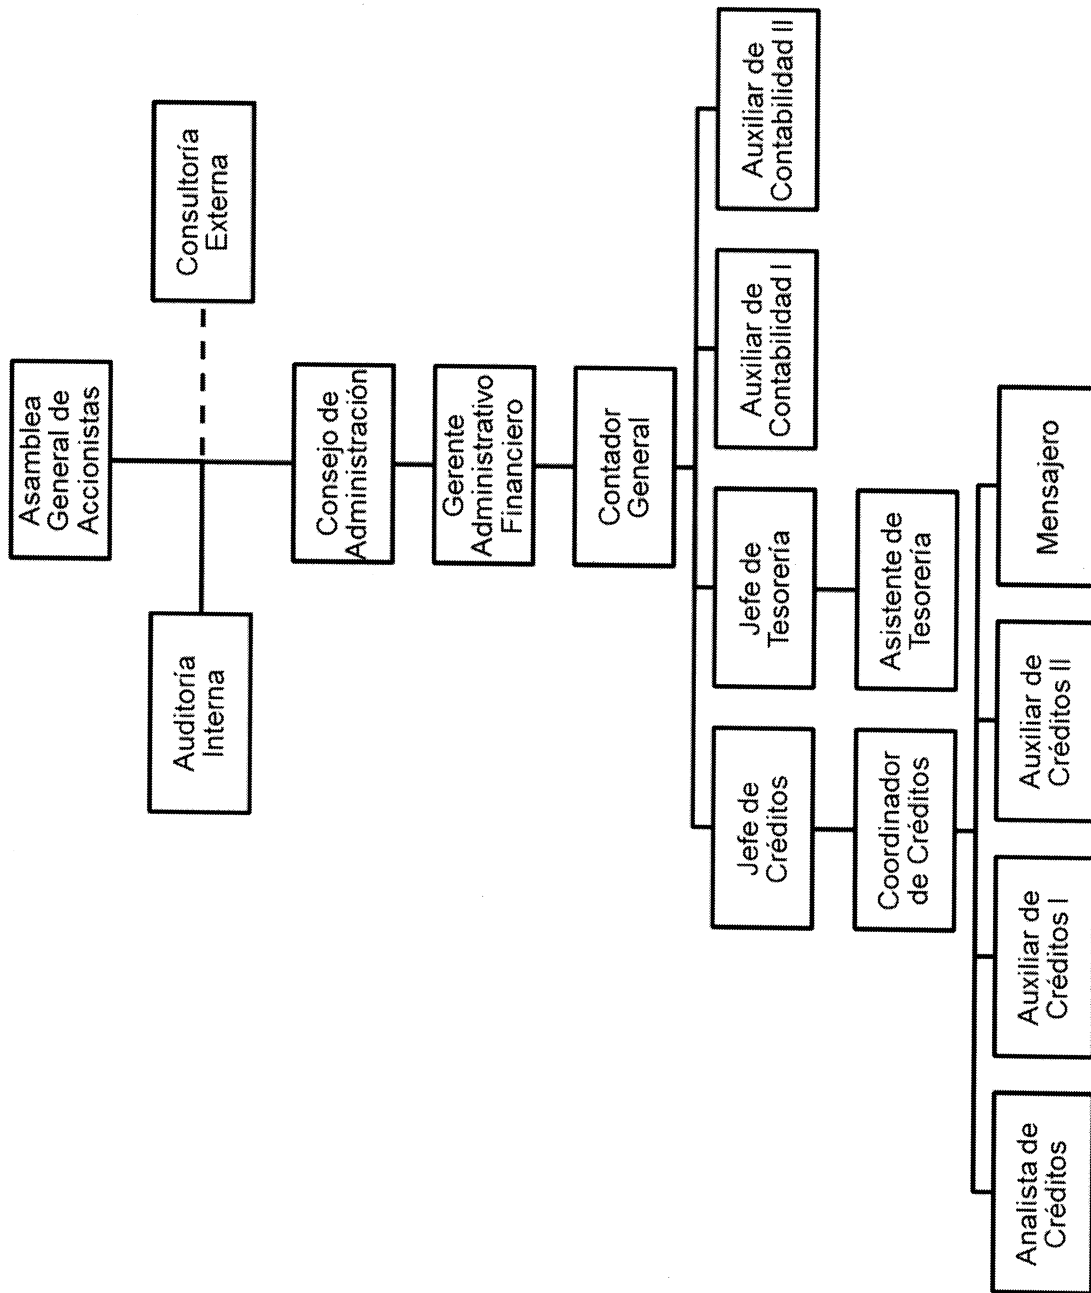 Asamblea
General de
Accionistas
Auditoría
Interna
Consultoría
Externa
Consejo de
Administración
Gerente
Administrativo
Financiero
Contador
General
Jefe de
Créditos
Jefe de
Tesorería
Auxiliar de
Contabilidad I
Auxiliar de
Contabilidad II
Coordinador
de Créditos
Asistente de
Tesorería
Analista de
Créditos
Auxiliar de
Créditos I
Auxiliar de
Créditos II
Mensajero